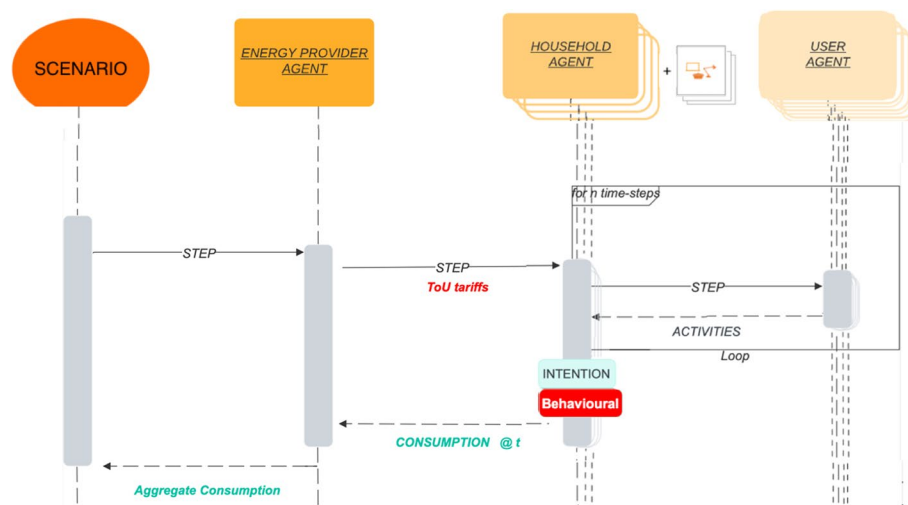 SCENARIO
ENERGY PROVIDER
AGENT
HOUSEHOLD
AGENT
+
USER
AGENT
for n time-steps
STEP
STEP
ToU tariffs
STEP
ACTIVITIES
Loop
INTENTION
Behavioural
CONSUMPTION @ t
Aggregate Consumption